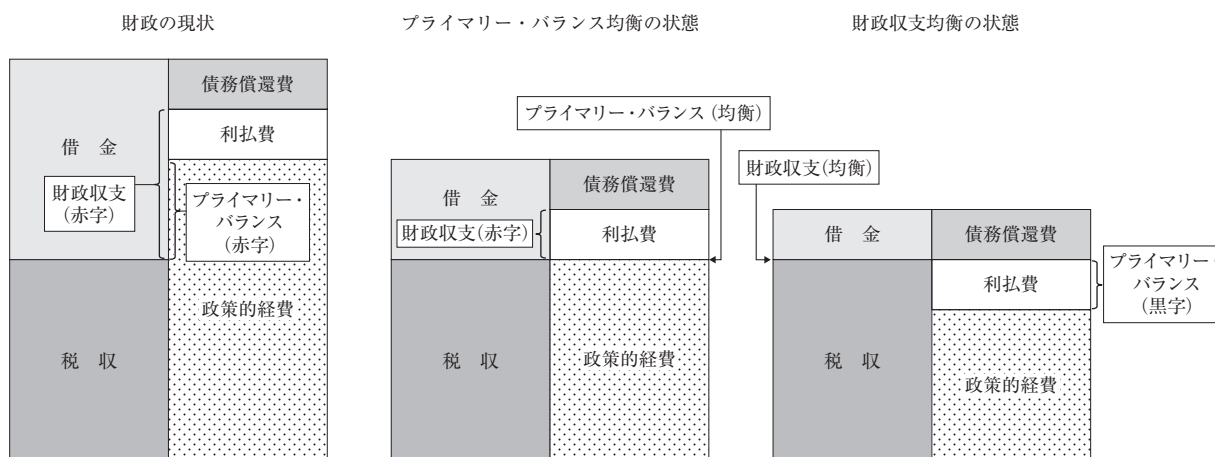 財政の現状
債務償還費
利払費
借 金
財政収支
(赤字)
プライマリー・
バランス
(赤字)
政策的経費
税 収
プライマリー・バランス均衡の状態
プライマリー・バランス(均衡)
債務償還費
借 金
財政収支(赤字)
利払費
政策的経費
税 収
財政収支均衡の状態
財政収支(均衡)
借 金
債務償還費
利払費
プライマリー・
バランス
(黒字)
税 収
政策的経費